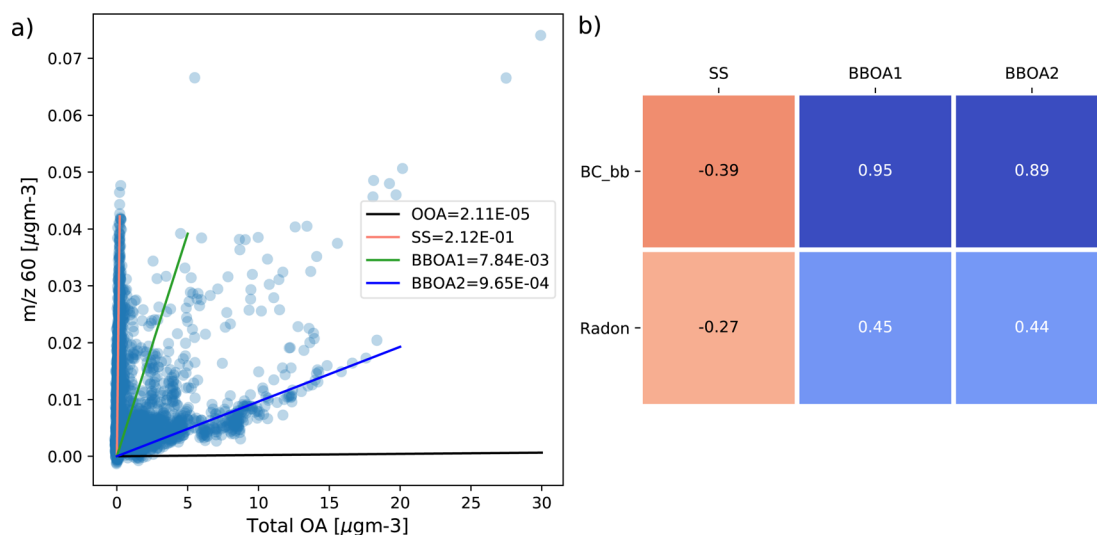 a)
m/z 60 [μgm-3]
0.07
0.06
0.05
0.04
0.03
0.02
0.01
0.00
0 5 10 15 20 25 30
Total OA [μgm-3]
OOA=2.11E-05
SS=2.12E-01
BBOA1=7.84E-03
BBOA2=9.65E-04
b)
SS BBOA1 BBOA2
BC_bb -0.39 0.95 0.89
Radon -0.27 0.45 0.44